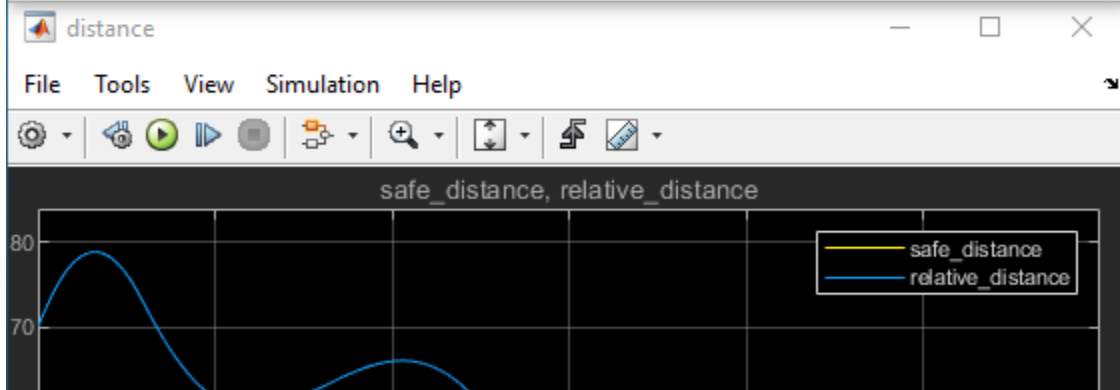 distance
File Tools View Simulation Help
safe_distance, relative_distance
80
safe_distance
relative_distance
70